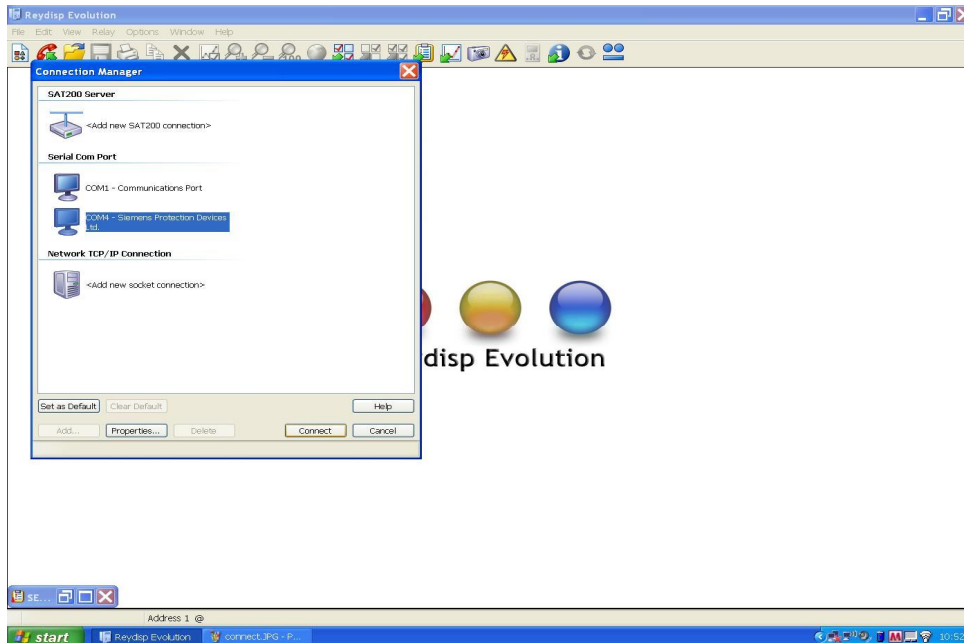 Reydisp Evolution
File Edit View Relay Options Window Help
Connection Manager
SAT200 Server
<Add new SAT200 connection>
Serial Com Port
COM1 - Communications Port
COM4 - Siemens Protection Devices
Ltd.
Network TCP/IP Connection
<Add new socket connection>
disp Evolution
Set as Default Clear Default Help
Add... Properties... Delete Connect Cancel
SE...
Address 1 @
start Reydisp Evolution connect.JPG - P... 10:52